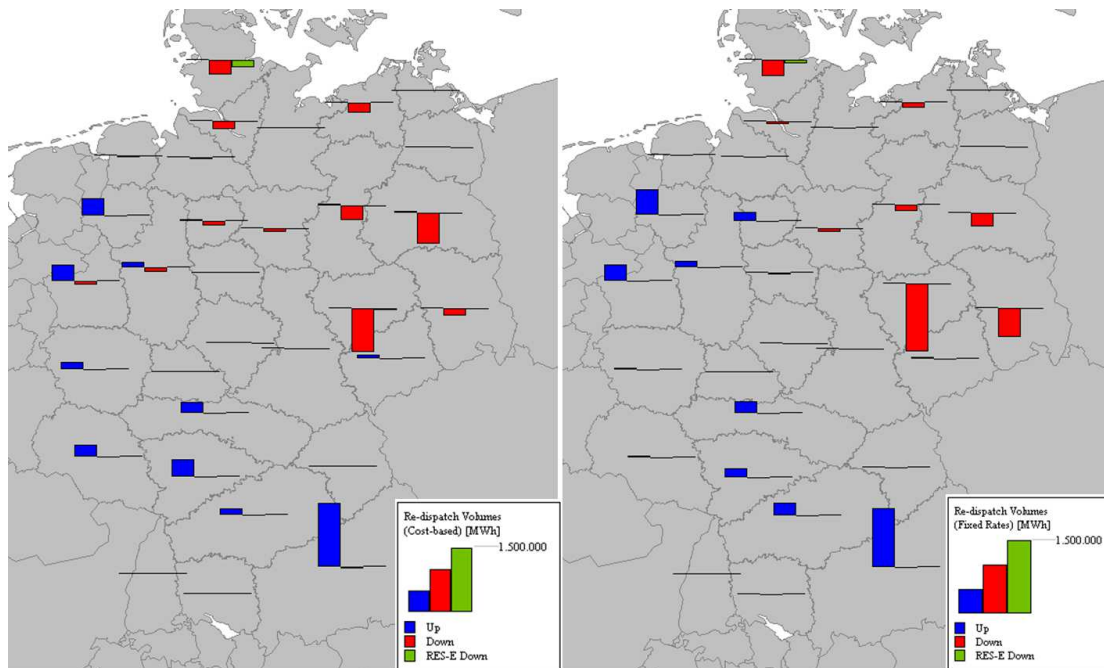 Re-dispatch Volumes
(Cost-based) [MWh]
1.500.000
Up
Down
RES-E Down
Re-dispatch Volumes
(Fixed Rates) [MWh]
1.500.000
Up
Down
RES-E Down